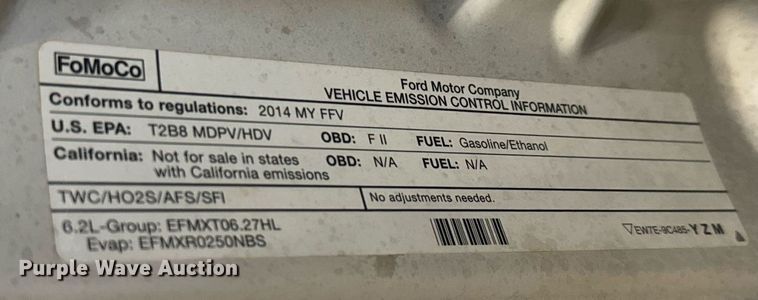 FoMoCo
Ford Motor Company
VEHICLE EMISSION CONTROL INFORMATION
Conforms to regulations: 2014 MY FFV
U.S. EPA: T2B8 MDPV/HDV OBD: F II FUEL: Gasoline/Ethanol
California: Not for sale in states with California emissions OBD: N/A FUEL: N/A
TWC/HO2S/AFS/SFI No adjustments needed.
6.2L-Group: EFMXT06.27HL
Evap: EFMXR0250NBS
EW7E-9C485-YZM
Purple Wave Auction